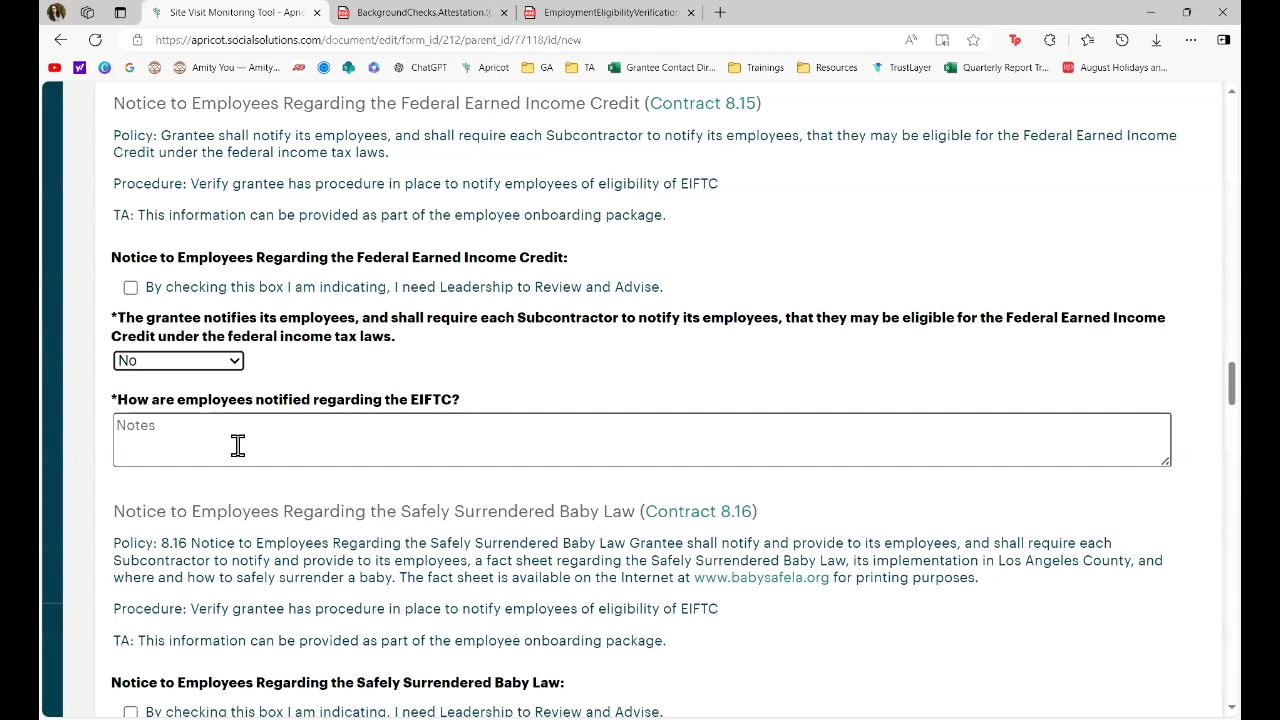 Site Visit Monitoring Tool - Apric
BackgroundChecks.Attestation.(
EmploymentEligibilityVerification
https://apricot.socialsolutions.com/document/edit/form_id/212/parent_id/77118/id/new
Amity You — Amity...
ChatGPT
Apricot
GA
TA
Grantee Contact Dir...
Trainings
Resources
TrustLayer
Quarterly Report Tr...
August Holidays an...
Notice to Employees Regarding the Federal Earned Income Credit (Contract 8.15)
Policy: Grantee shall notify its employees, and shall require each Subcontractor to notify its employees, that they may be eligible for the Federal Earned Income
Credit under the federal income tax laws.
Procedure: Verify grantee has procedure in place to notify employees of eligibility of EIFTC
TA: This information can be provided as part of the employee onboarding package.
Notice to Employees Regarding the Federal Earned Income Credit:
By checking this box I am indicating, I need Leadership to Review and Advise.
*The grantee notifies its employees, and shall require each Subcontractor to notify its employees, that they may be eligible for the Federal Earned Income
Credit under the federal income tax laws.
No
*How are employees notified regarding the EIFTC?
Notes
Notice to Employees Regarding the Safely Surrendered Baby Law (Contract 8.16)
Policy: 8.16 Notice to Employees Regarding the Safely Surrendered Baby Law Grantee shall notify and provide to its employees, and shall require each
Subcontractor to notify and provide to its employees, a fact sheet regarding the Safely Surrendered Baby Law, its implementation in Los Angeles County, and
where and how to safely surrender a baby. The fact sheet is available on the Internet at www.babysafela.org for printing purposes.
Procedure: Verify grantee has procedure in place to notify employees of eligibility of EIFTC
TA: This information can be provided as part of the employee onboarding package.
Notice to Employees Regarding the Safely Surrendered Baby Law:
By checking this box I am indicating, I need Leadership to Review and Advise.